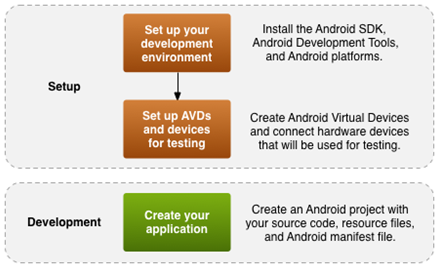 Setup
Set up your
development
environment
Install the Android SDK,
Android Development Tools,
and Android platforms.
Set up AVDs
and devices
for testing
Create Android Virtual Devices
and connect hardware devices
that will be used for testing.
Development
Create your
application
Create an Android project with
your source code, resource files,
and Android manifest file.